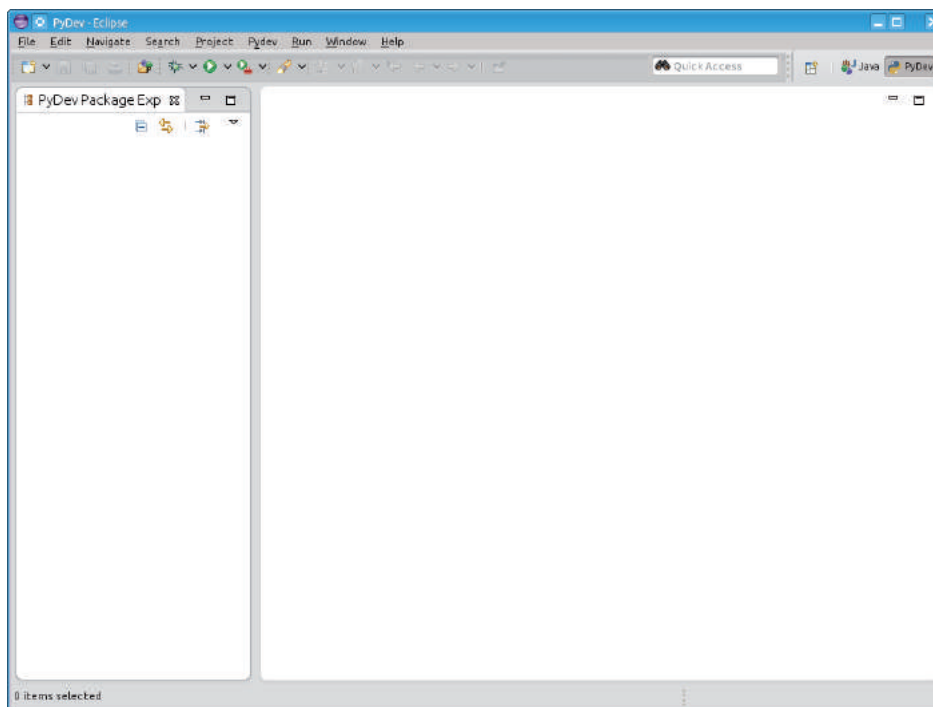 PyDev - Eclipse
File Edit Navigate Search Project Pydev Run Window Help
Quick Access Java PyDev
PyDev Package Exp
0 items selected